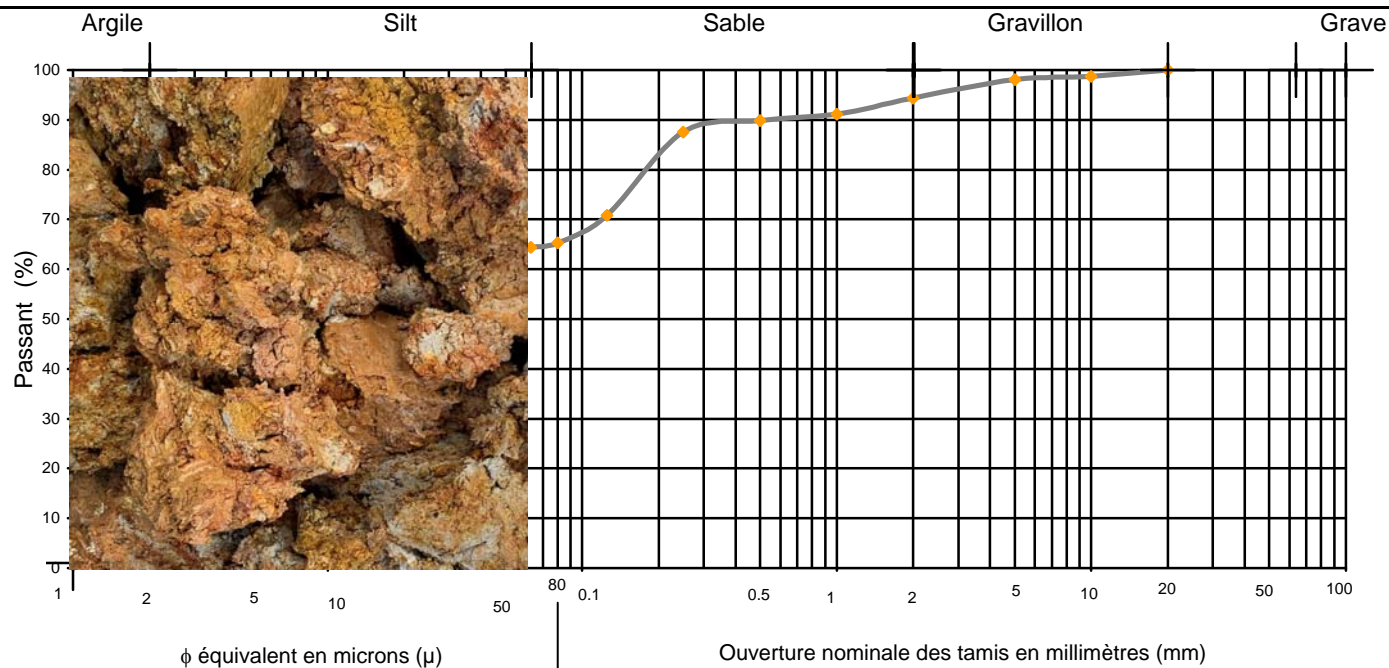 Argile Silt Sable Gravillon Grave
100
90
80
70
60
50
40
30
20
10
0
Passant (%)
1 2 5 10 50 80 0.1 0.5 1 2 5 10 20 50 100
ϕ équivalent en microns (µ)
Ouverture nominale des tamis en millimètres (mm)